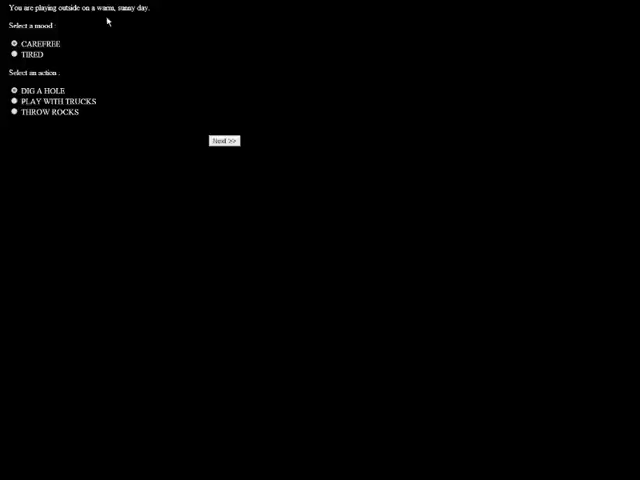 You are playing outside on a warm, sunny day.
Select a mood :
CAREFREE
TIRED
Select an action :
DIG A HOLE
PLAY WITH TRUCKS
THROW ROCKS
Next >>